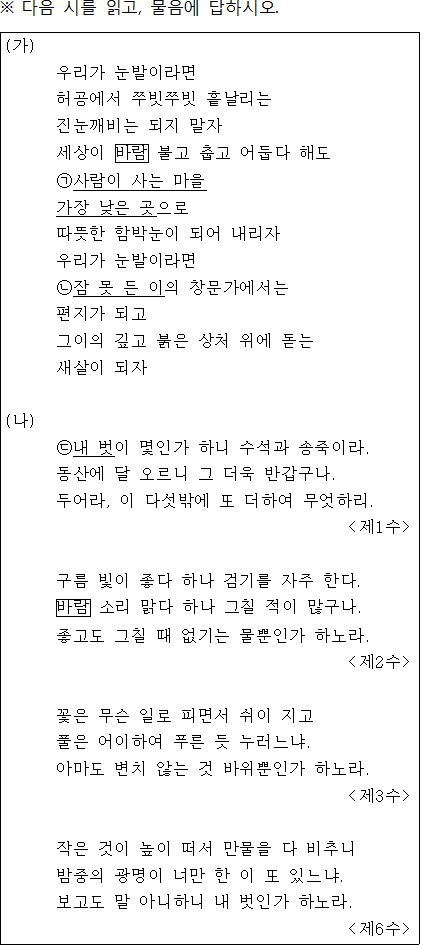 ※ 다음 시를 읽고, 물음에 답하시오.
(가)
우리가 눈발이라면
허공에서 쭈빗쭈빗 흩날리는
진눈깨비는 되지 말자
세상이 바람 불고 춥고 어둡다 해도
㉠사람이 사는 마을
가장 낮은 곳으로
따뜻한 함박눈이 되어 내리자
우리가 눈발이라면
㉡잠 못 든 이의 창문가에서는
편지가 되고
그이의 깊고 붉은 상처 위에 돋는
새살이 되자
(나)
㉢내 벗이 몇인가 하니 수석과 송죽이라.
동산에 달 오르니 그 더욱 반갑구나.
두어라, 이 다섯밖에 또 더하여 무엇하리.
<제1수>
구름 빛이 좋다 하나 검기를 자주 한다.
바람 소리 맑다 하나 그칠 적이 많구나.
좋고도 그칠 때 없기는 물뿐인가 하노라.
<제2수>
꽃은 무슨 일로 피면서 쉬이 지고
풀은 어이하여 푸른 듯 누러느냐.
아마도 변치 않는 것 바위뿐인가 하노라.
<제3수>
작은 것이 높이 떠서 만물을 다 비추니
밤중의 광명이 너만 한 이 또 있느냐.
보고도 말 아니하니 내 벗인가 하노라.
<제6수>